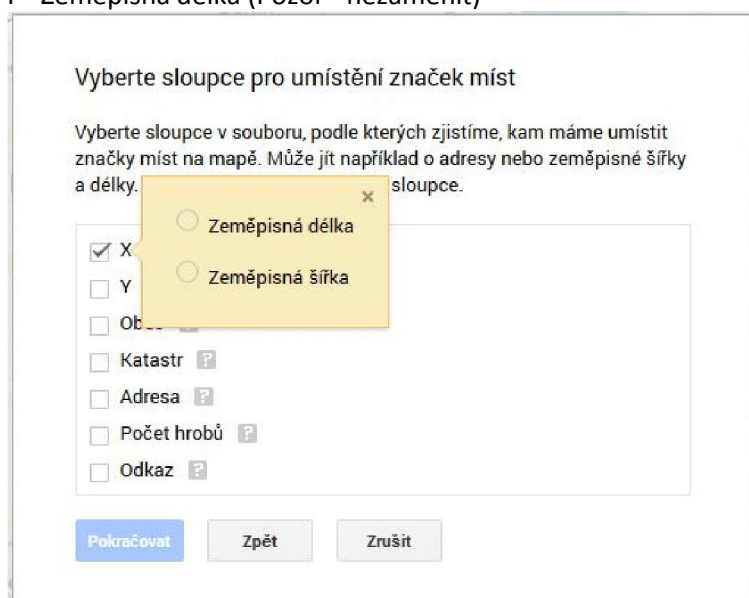 Zeměpisná délka (Pozor - nezaměnit)
Vyberte sloupce pro umístění značek míst
Vyberte sloupce v souboru, podle kterých zjistíme, kam máme umístit
značky míst na mapě. Může jít například o adresy nebo zeměpisné šířky
a délky. sloupce.
Zeměpisná délka
Zeměpisná šířka
X
Y
Katastr ?
Adresa ?
Počet hrobů ?
Odkaz ?
Pokračovat Zpět Zrušit